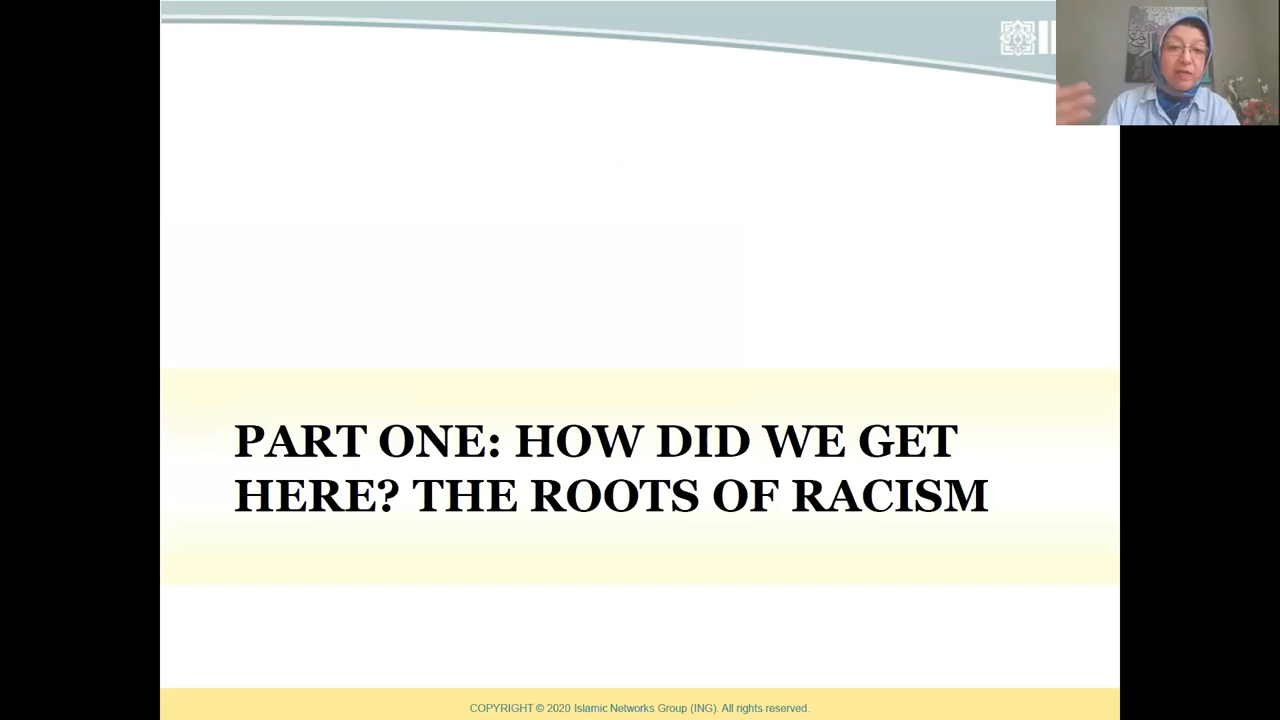 PART ONE: HOW DID WE GET
HERE? THE ROOTS OF RACISM
COPYRIGHT © 2020 Islamic Networks Group (ING). All rights reserved.